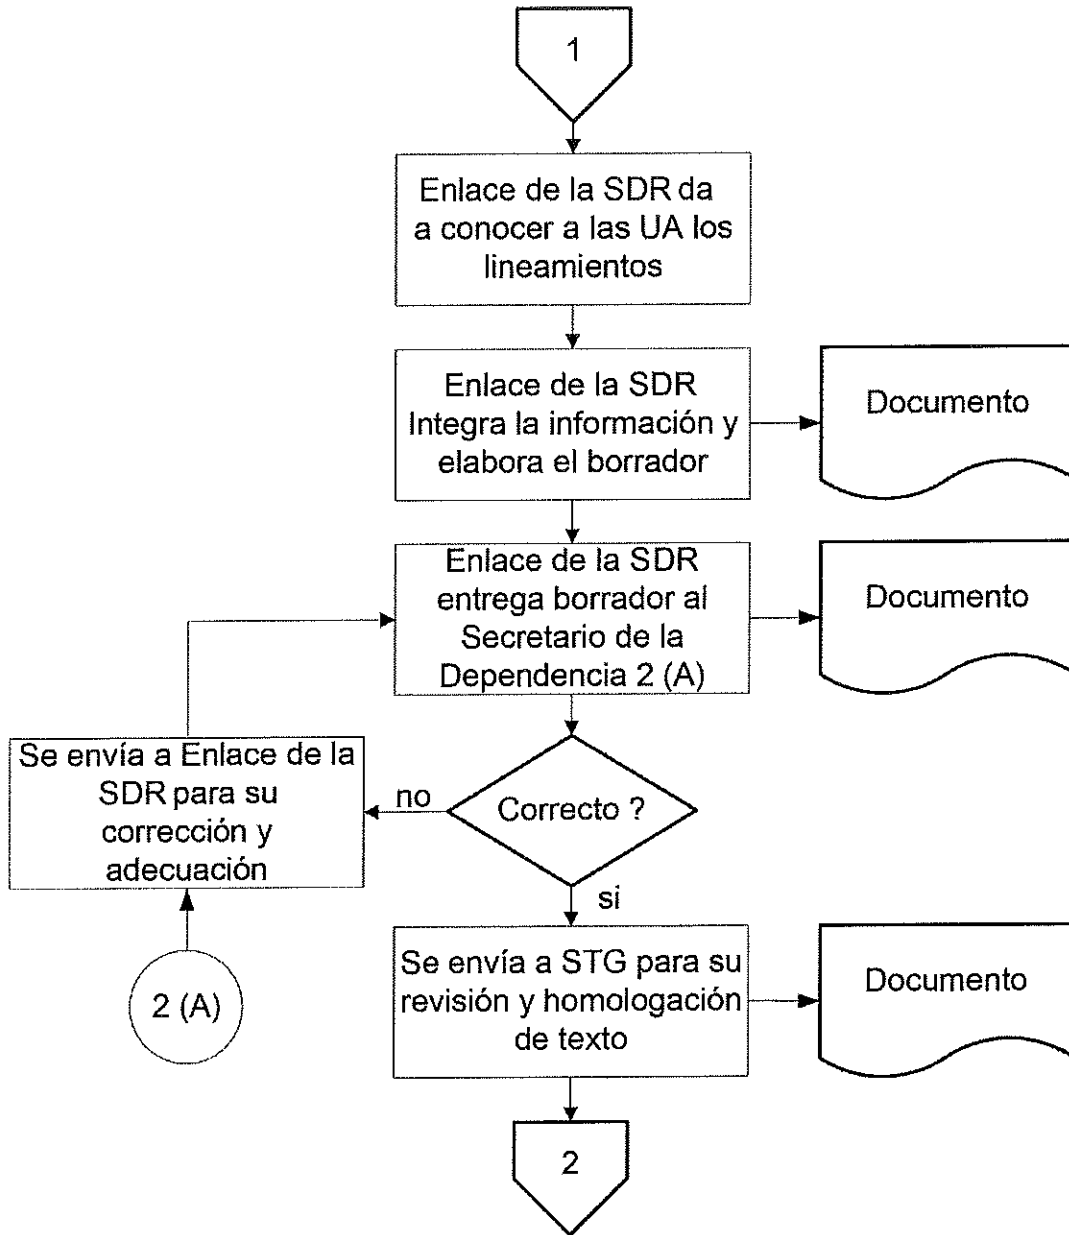 1
Enlace de la SDR da
a conocer a las UA los
lineamientos
Enlace de la SDR
Integra la información y
elabora el borrador
Documento
Enlace de la SDR
entrega borrador al
Secretario de la
Dependencia 2 (A)
Documento
Se envía a Enlace de la
SDR para su
corrección y
adecuación
no
Correcto ?
si
2 (A)
Se envía a STG para su
revisión y homologación
de texto
Documento
2